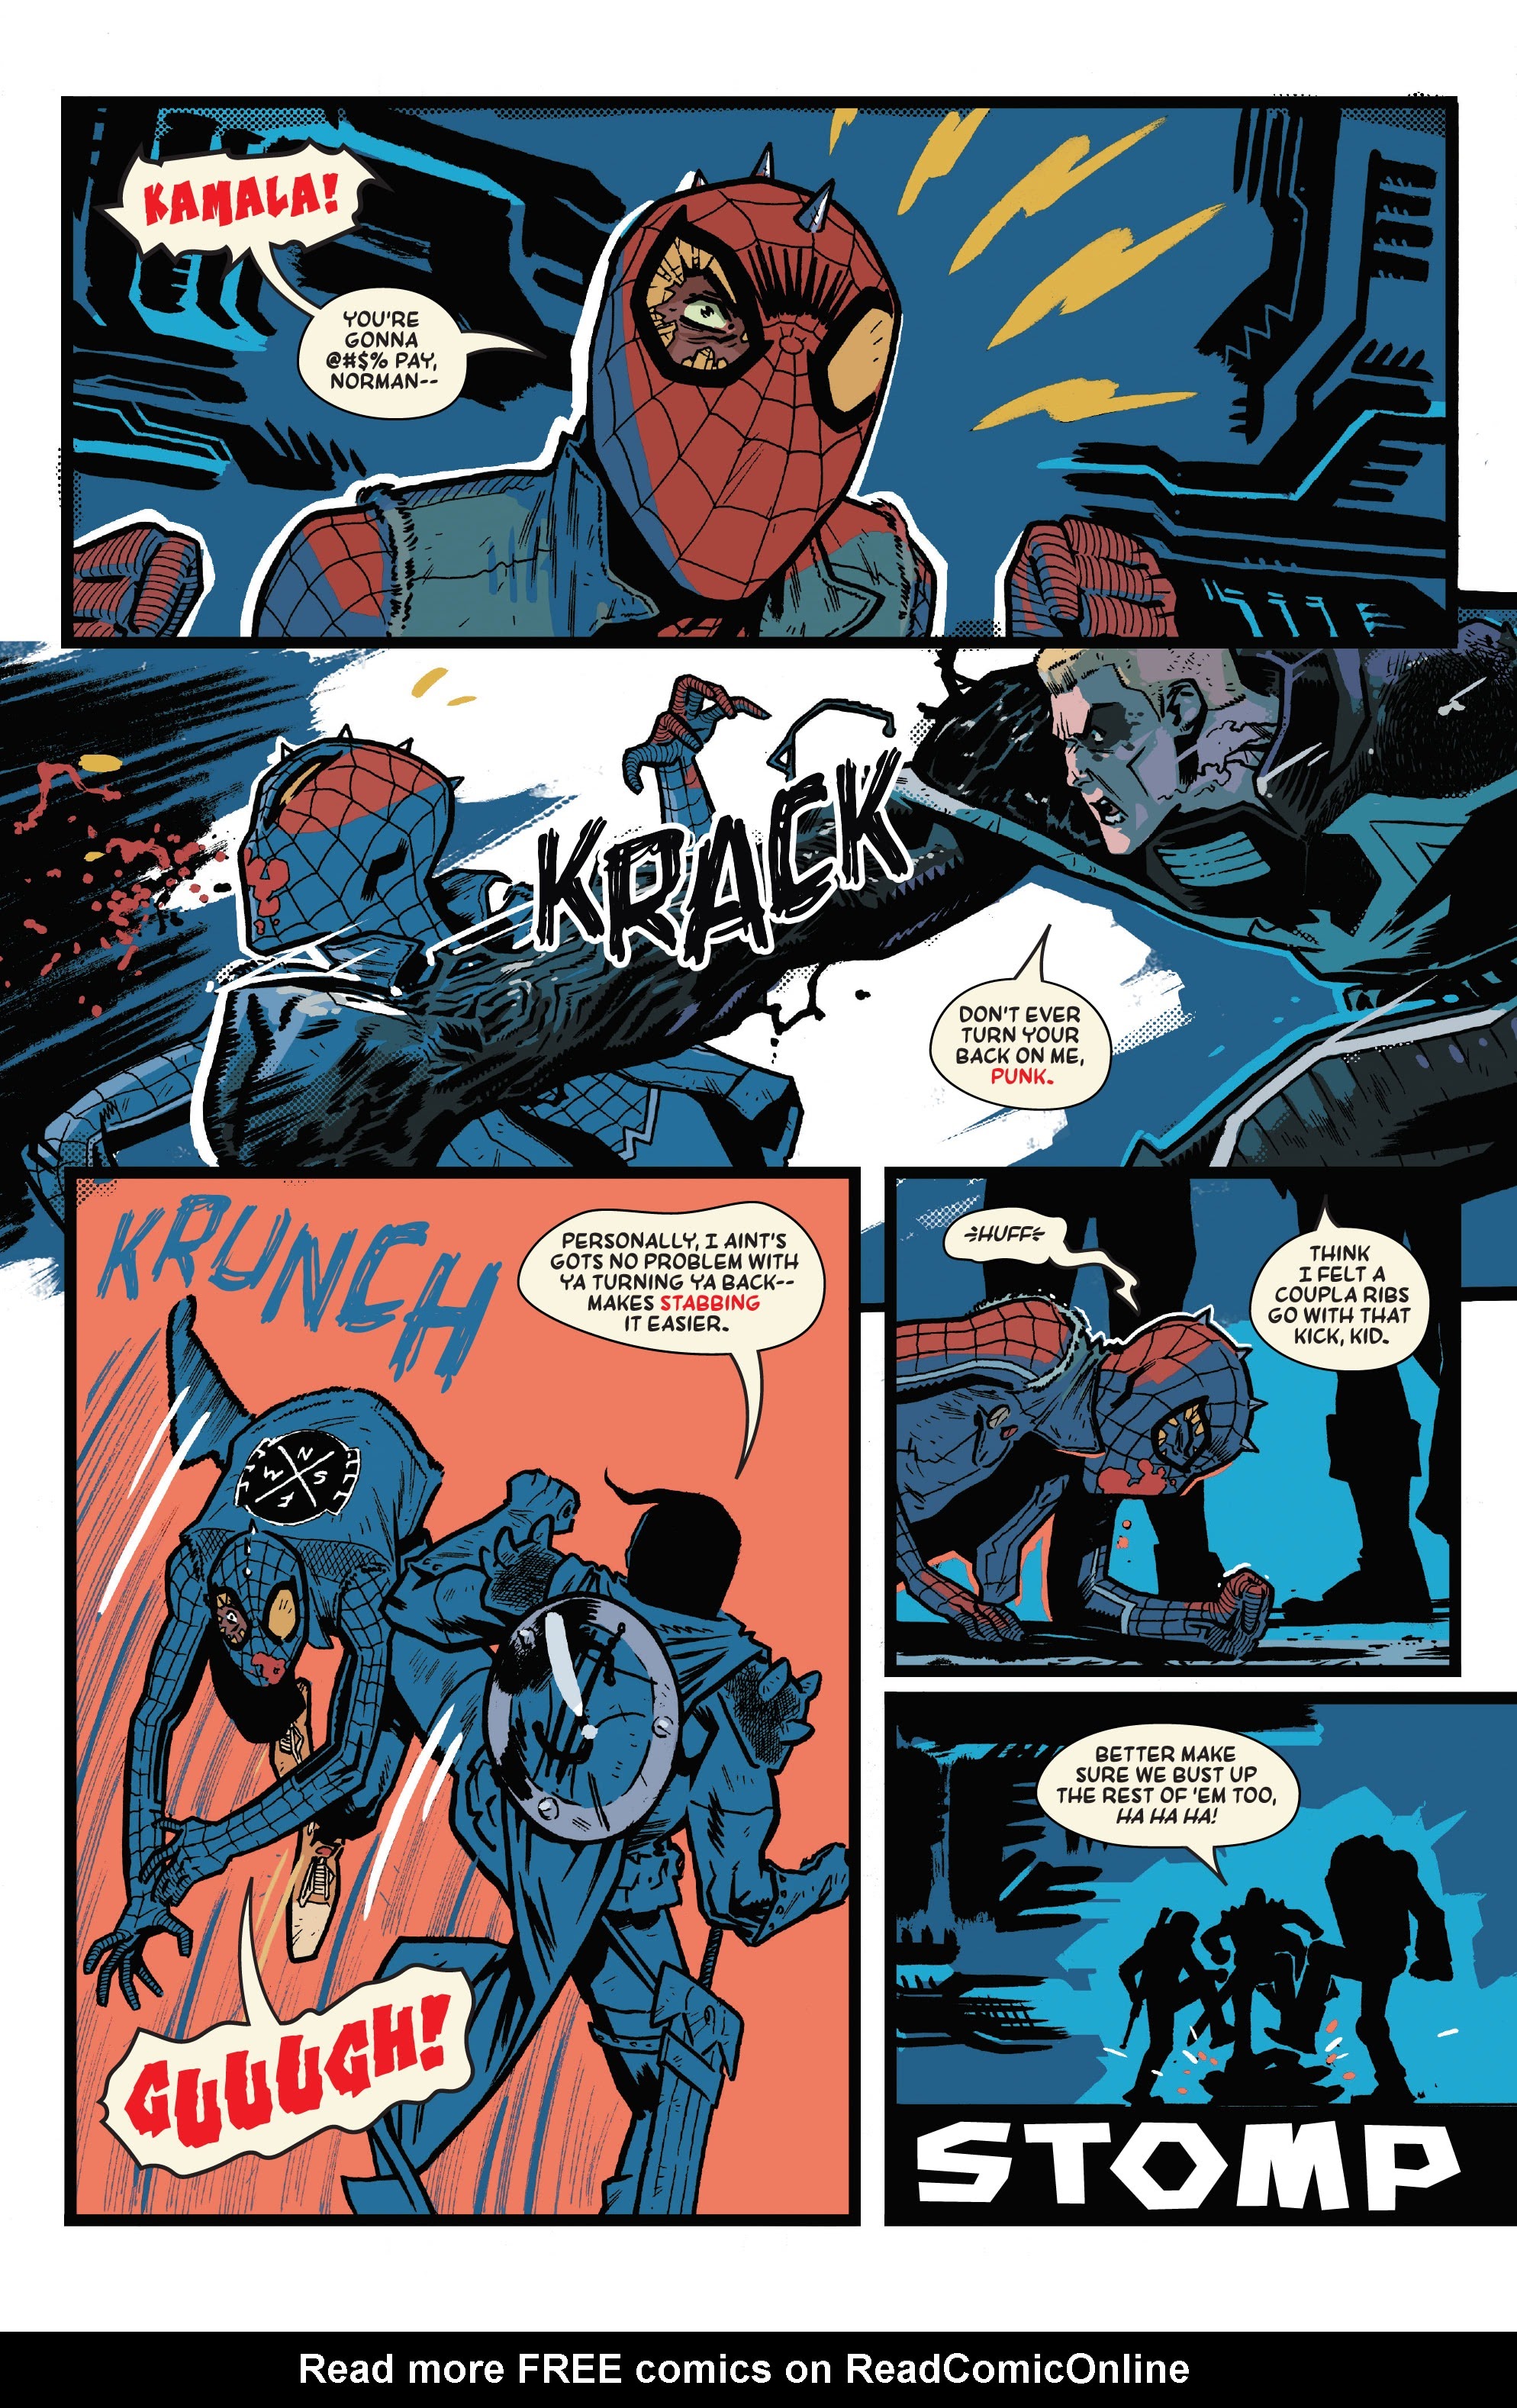 KAMALA!
YOU'RE
GONNA
@#$% PAY,
NORMAN--
KRACK
DON'T EVER
TURN YOUR
BACK ON ME,
PUNK.
KRUNCH
PERSONALLY, I AINT'S
GOTS NO PROBLEM WITH
YA TURNING YA BACK--
MAKES STABBING
IT EASIER.
N
W S
GUUUGH!
HUFF
THINK
I FELT A
COUPLA RIBS
GO WITH THAT
KICK, KID.
BETTER MAKE
SURE WE BUST UP
THE REST OF 'EM TOO,
HA HA HA!
STOMP
Read more FREE comics on ReadComicOnline